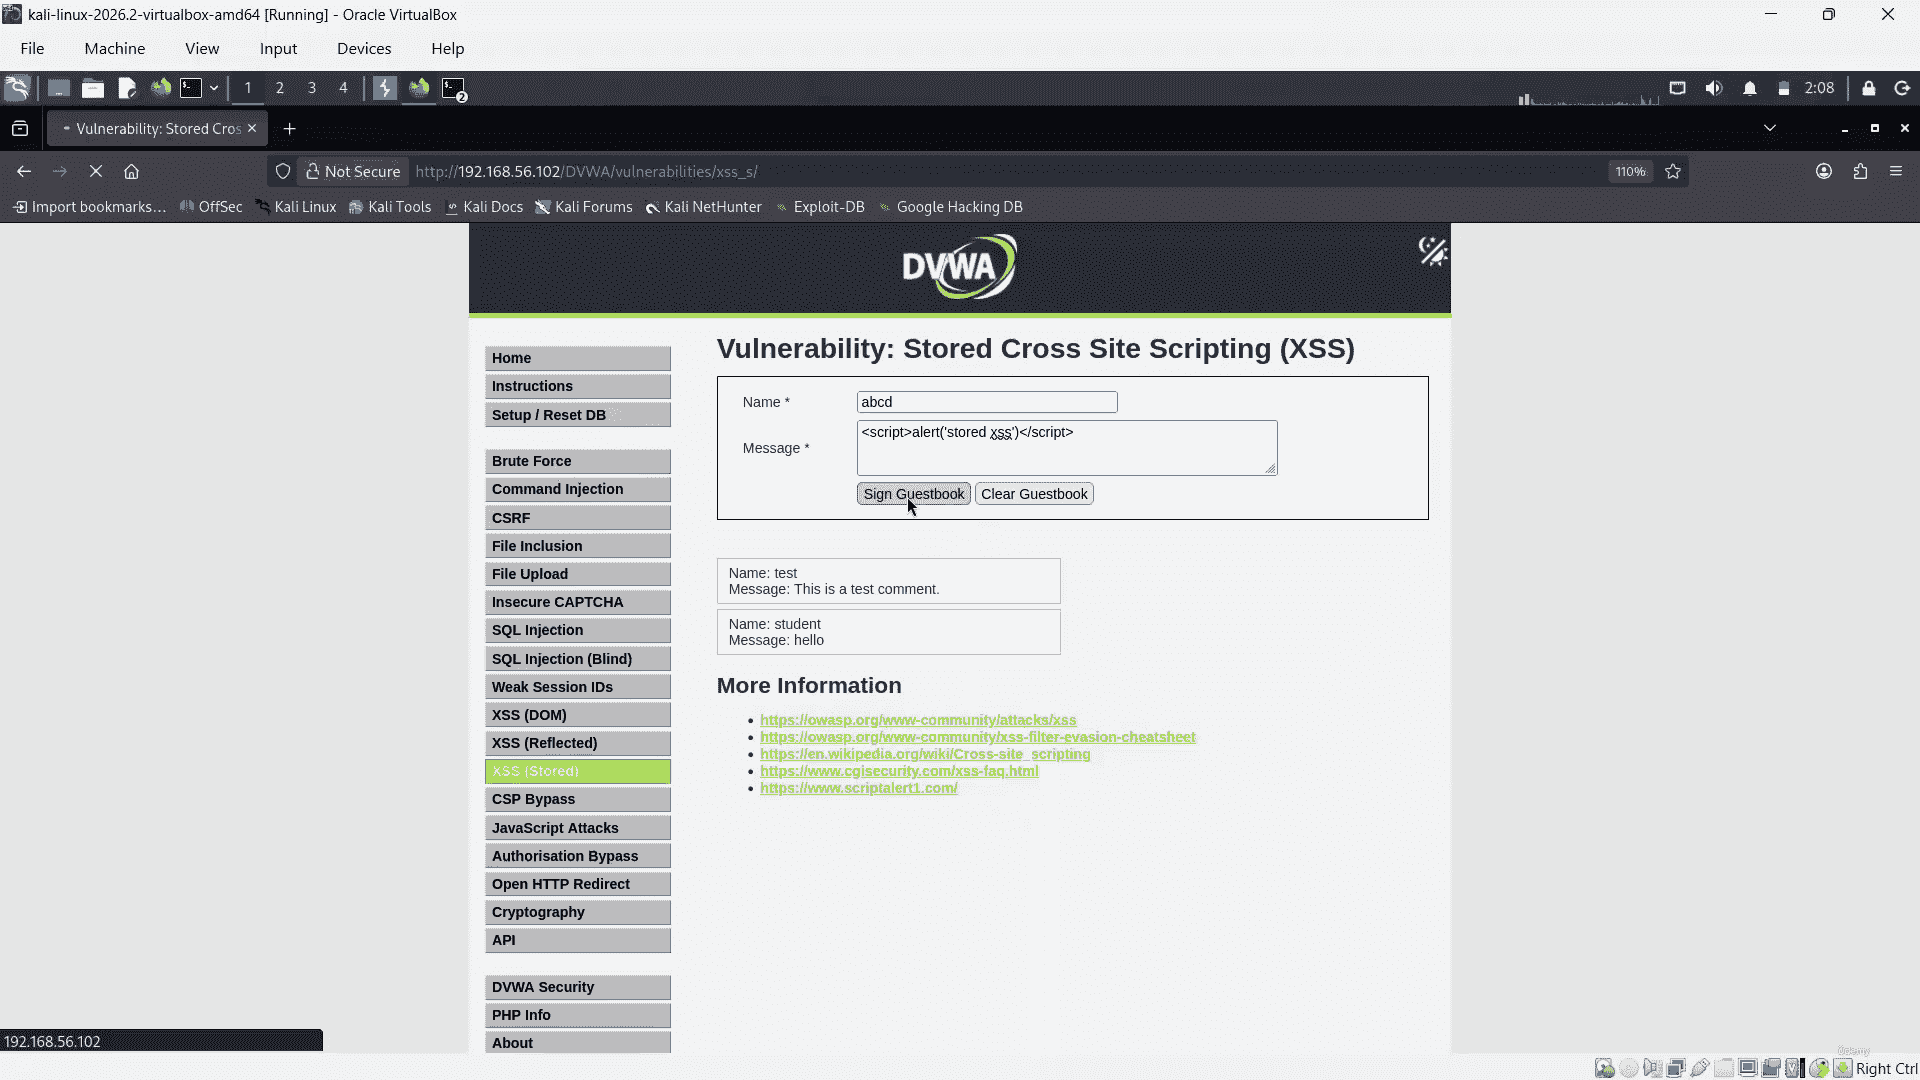 kali-linux-2026.2-virtualbox-amd64 [Running] - Oracle VirtualBox
File Machine View Input Devices Help
1 2 3 4 2 2:08
Vulnerability: Stored Cros
Not Secure http://192.168.56.102/DVWA/vulnerabilities/xss_s/ 110%
Import bookmarks... OffSec Kali Linux Kali Tools Kali Docs Kali Forums Kali NetHunter Exploit-DB Google Hacking DB
DVWA
Vulnerability: Stored Cross Site Scripting (XSS)
Name * abcd
Message * <script>alert('stored xss')</script>
Sign Guestbook Clear Guestbook
Name: test
Message: This is a test comment.
Name: student
Message: hello
More Information
https://owasp.org/www-community/attacks/xss
https://owasp.org/www-community/xss-filter-evasion-cheatsheet
https://en.wikipedia.org/wiki/Cross-site_scripting
https://www.cgisecurity.com/xss-faq.html
https://www.scriptalert1.com/
Home
Instructions
Setup / Reset DB
Brute Force
Command Injection
CSRF
File Inclusion
File Upload
Insecure CAPTCHA
SQL Injection
SQL Injection (Blind)
Weak Session IDs
XSS (DOM)
XSS (Reflected)
XSS (Stored)
CSP Bypass
JavaScript Attacks
Authorisation Bypass
Open HTTP Redirect
Cryptography
API
DVWA Security
PHP Info
About
192.168.56.102
Udemy
Right Ctrl